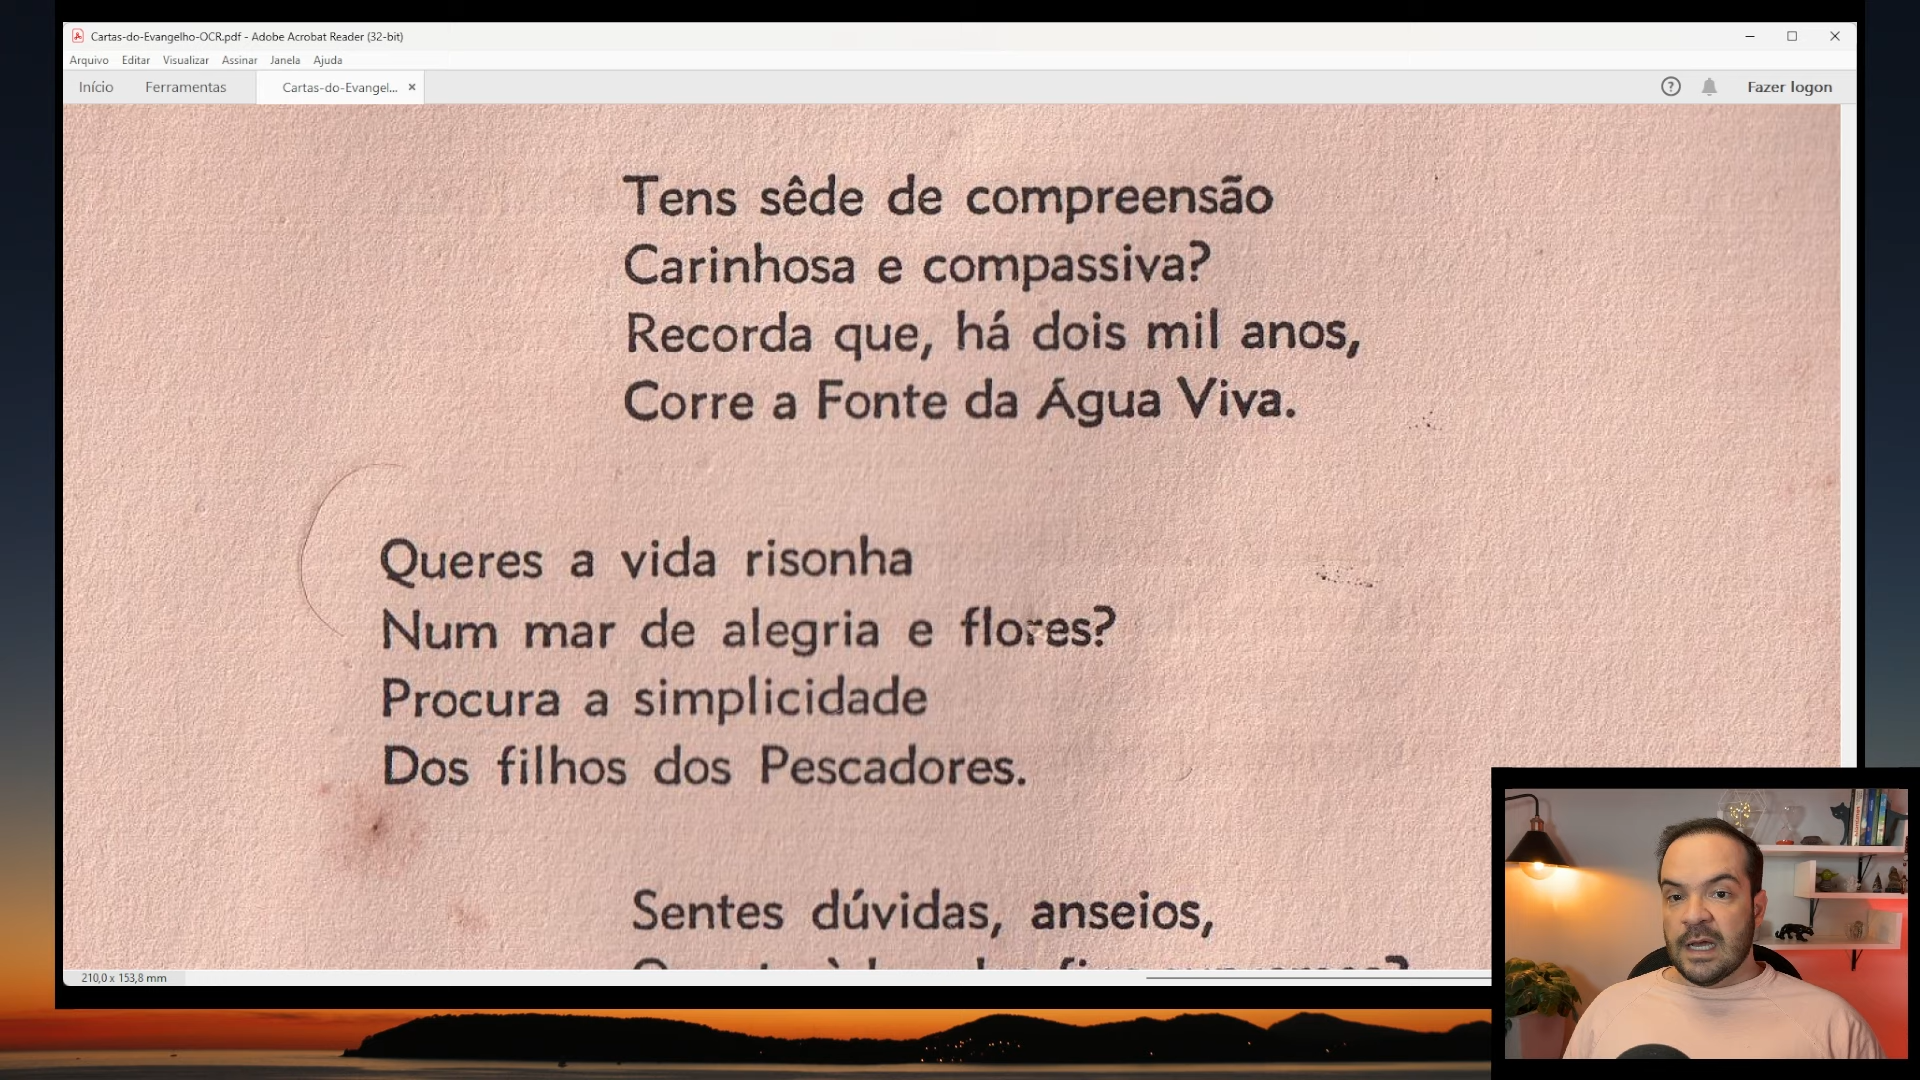 Cartas-do-Evangelho-OCR.pdf - Adobe Acrobat Reader (32-bit)
Arquivo Editar Visualizar Assinar Janela Ajuda
Início Ferramentas Cartas-do-Evangel... × Fazer logon
Tens sêde de compreensão
Carinhosa e compassiva?
Recorda que, há dois mil anos,
Corre a Fonte da Água Viva.
Queres a vida risonha
Num mar de alegria e flores?
Procura a simplicidade
Dos filhos dos Pescadores.
Sentes dúvidas, anseios,
210,0 x 153,8 mm